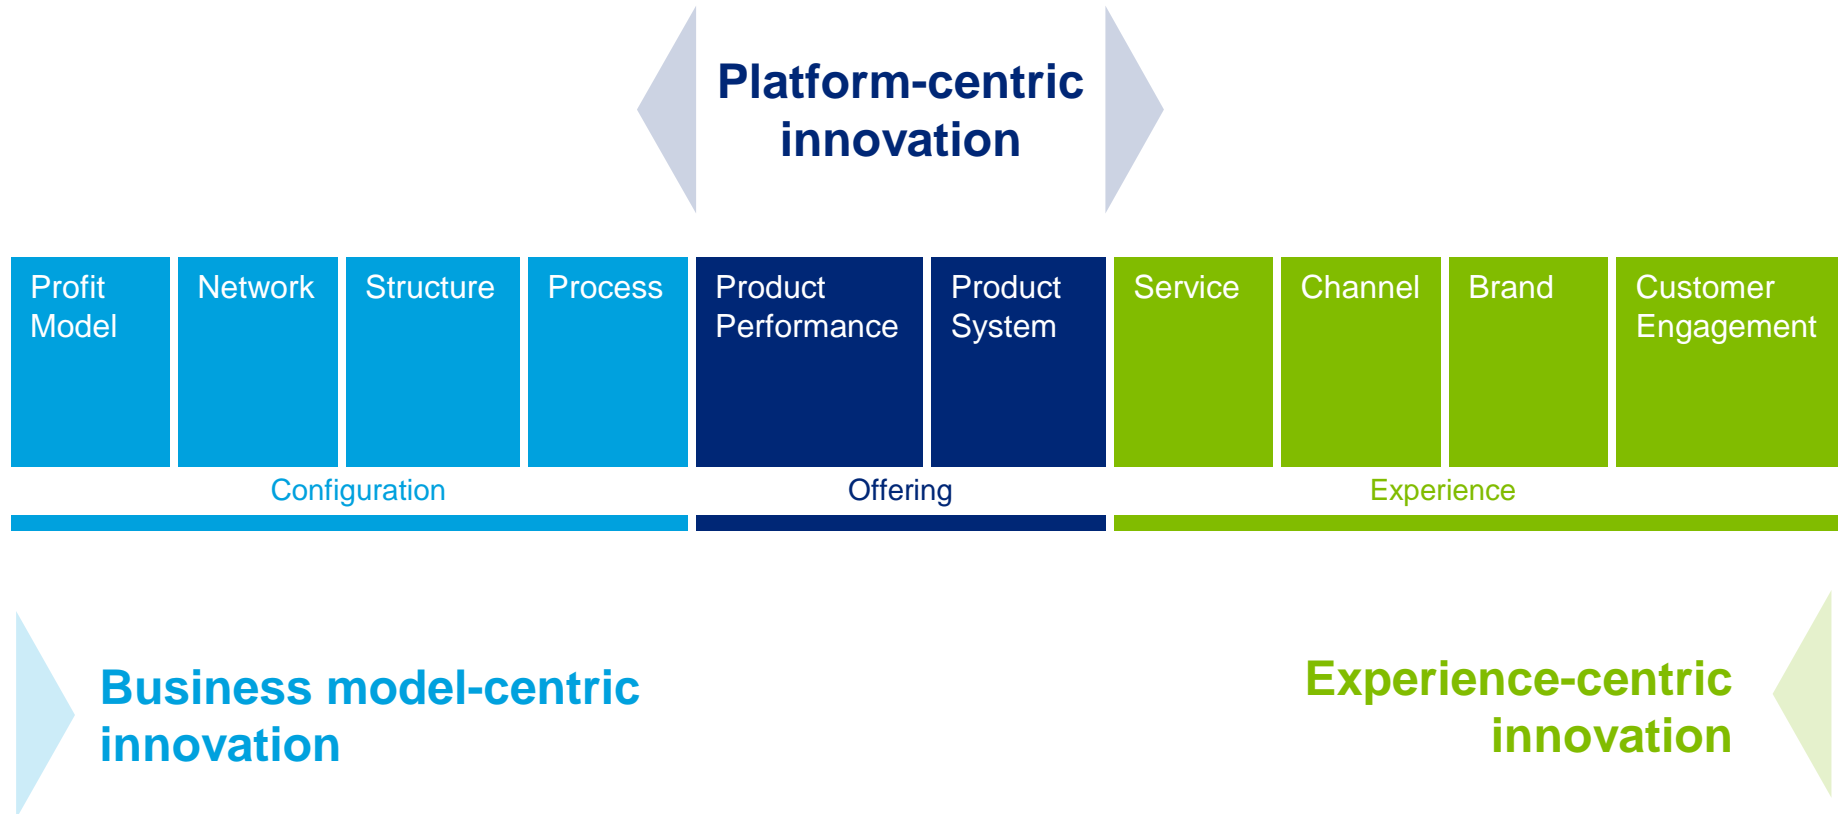 Platform-centric
innovation
Profit
Model
Network
Structure
Process
Product
Performance
Product
System
Service
Channel
Brand
Customer
Engagement
Configuration
Offering
Experience
Business model-centric
innovation
Experience-centric
innovation